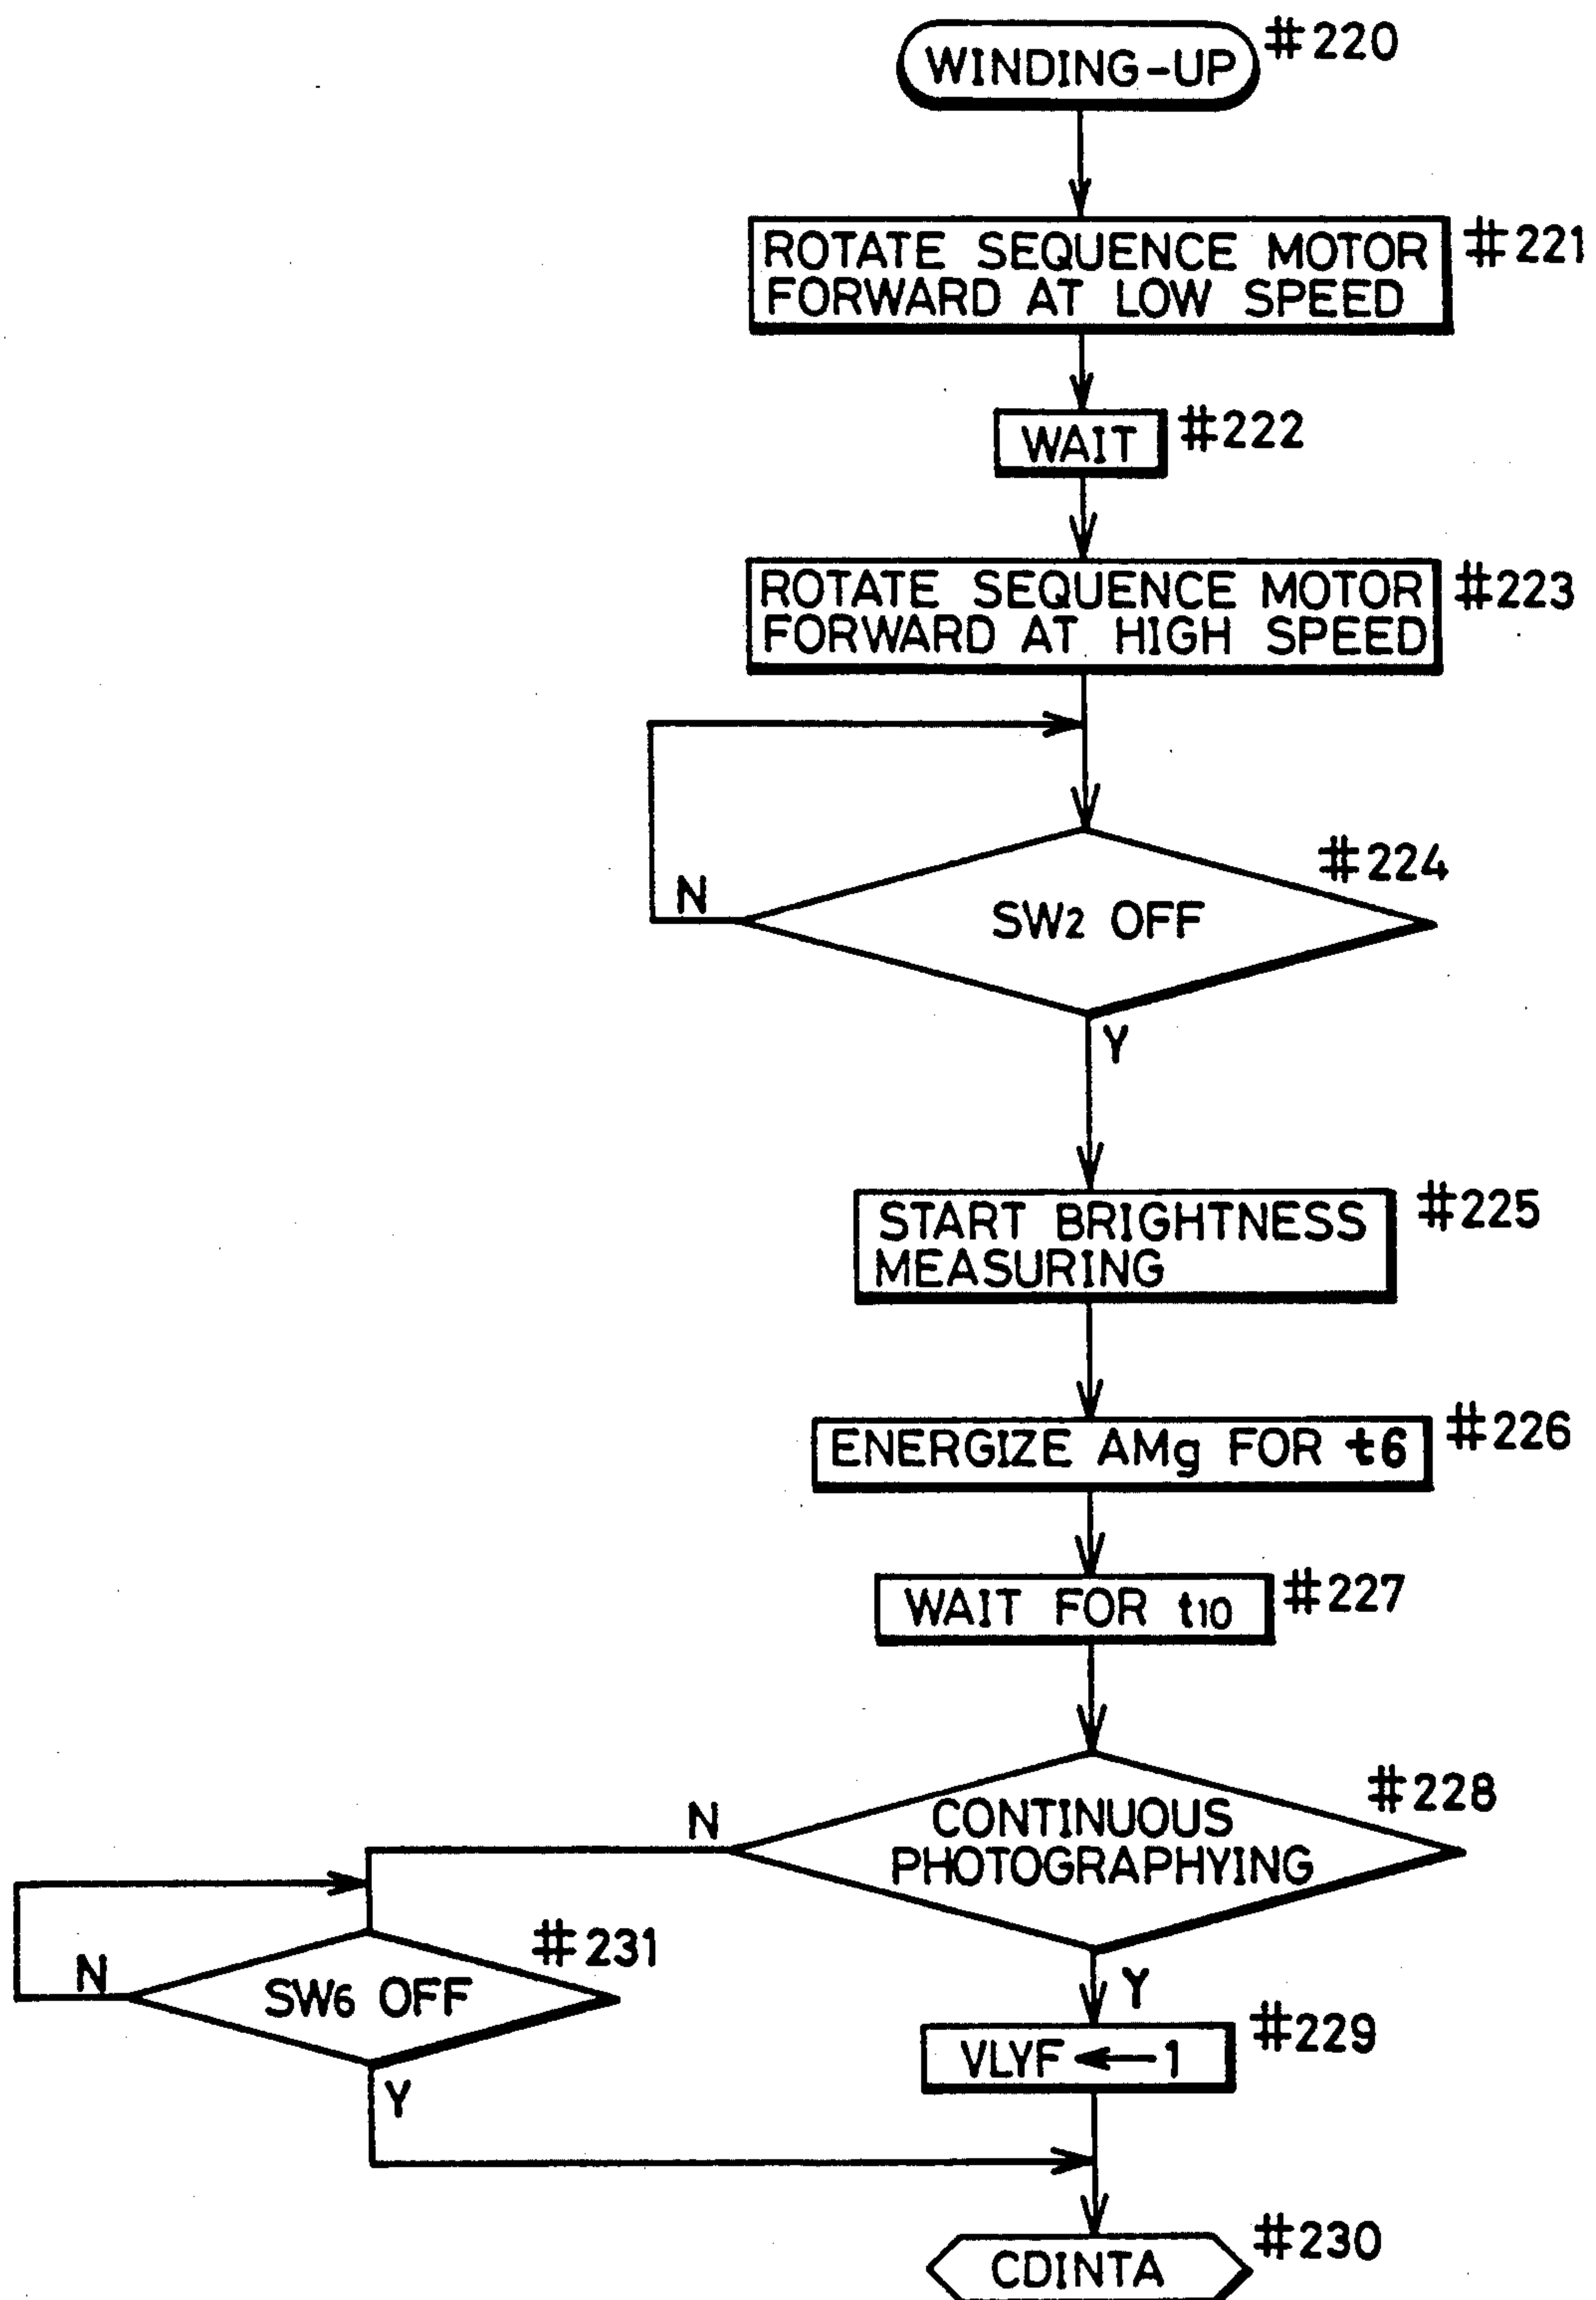 WINDING-UP #220
ROTATE SEQUENCE MOTOR #221
FORWARD AT LOW SPEED
WAIT #222
ROTATE SEQUENCE MOTOR #223
FORWARD AT HIGH SPEED
#224
N SW2 OFF
Y
START BRIGHTNESS #225
MEASURING
ENERGIZE AMg FOR t6 #226
WAIT FOR t10 #227
#228
N CONTINUOUS
PHOTOGRAPHYING
#231
N SW6 OFF
Y
Y
VLYF ← 1 #229
CDINTA #230